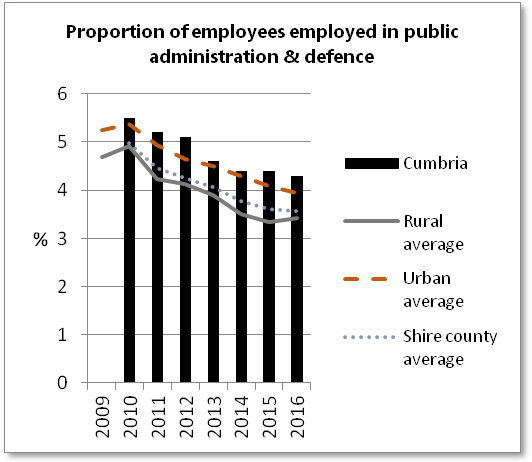 Proportion of employees employed in public
administration & defence
6
5
4
3
2
1
0
%
2009
2010
2011
2012
2013
2014
2015
2016
Cumbria
Rural
average
Urban
average
Shire county
average